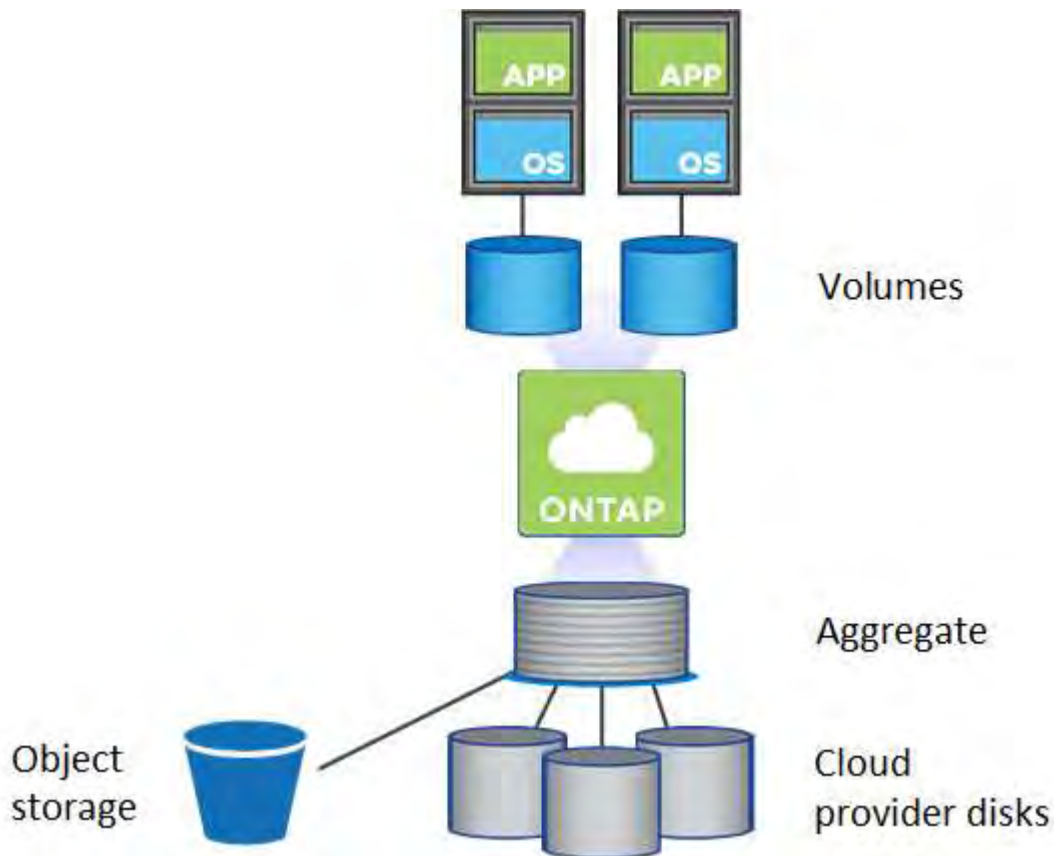 APP
APP
OS
OS
Volumes
ONTAP
Aggregate
Object
storage
Cloud
provider disks